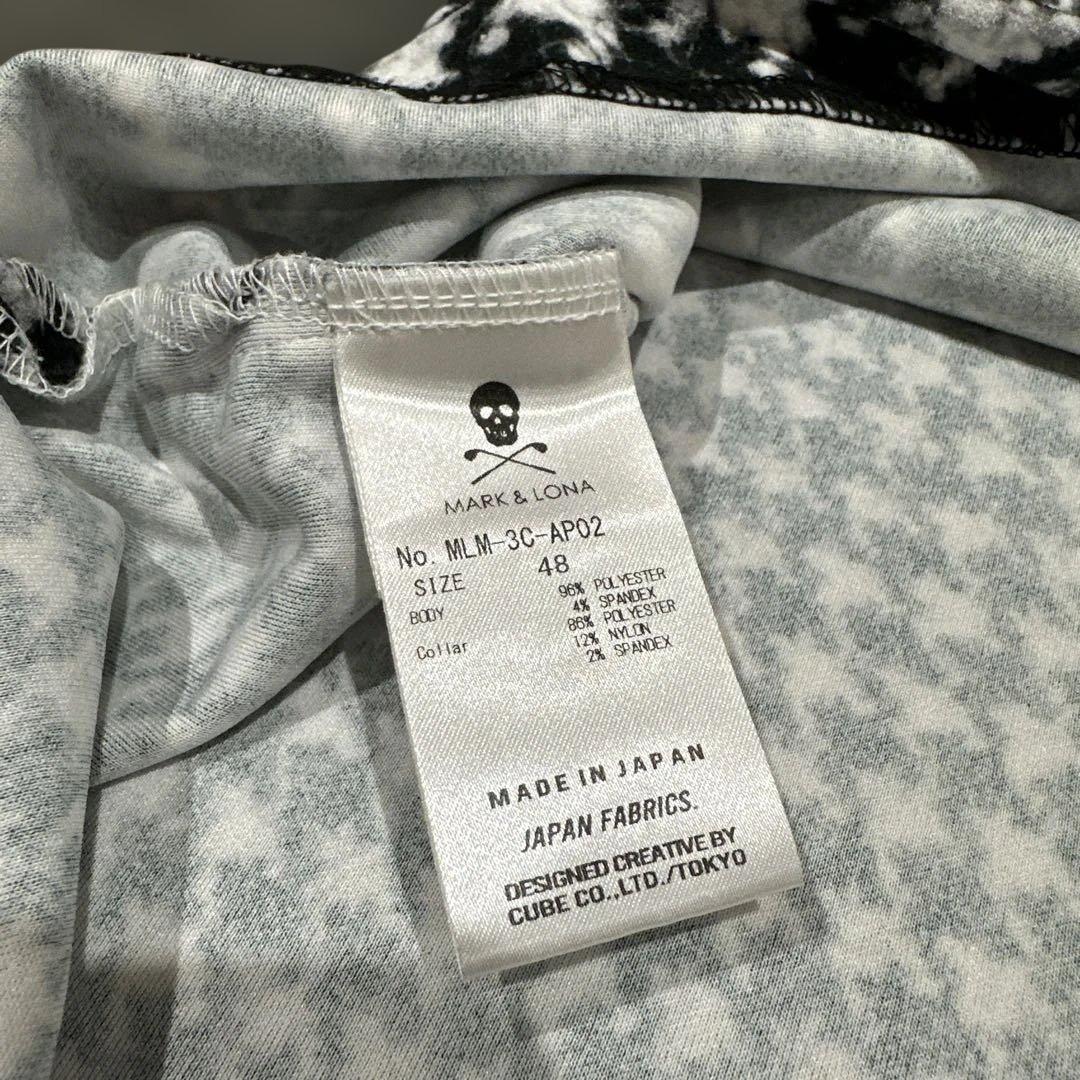 MARK & LONA
No. MLM-3C-AP02
SIZE 48
BODY 96% POLYESTER
4% SPANDEX
Collar 86% POLYESTER
12% NYLON
2% SPANDEX
MADE IN JAPAN
JAPAN FABRICS.
DESIGNED CREATIVE BY
CUBE CO.,LTD./TOKYO